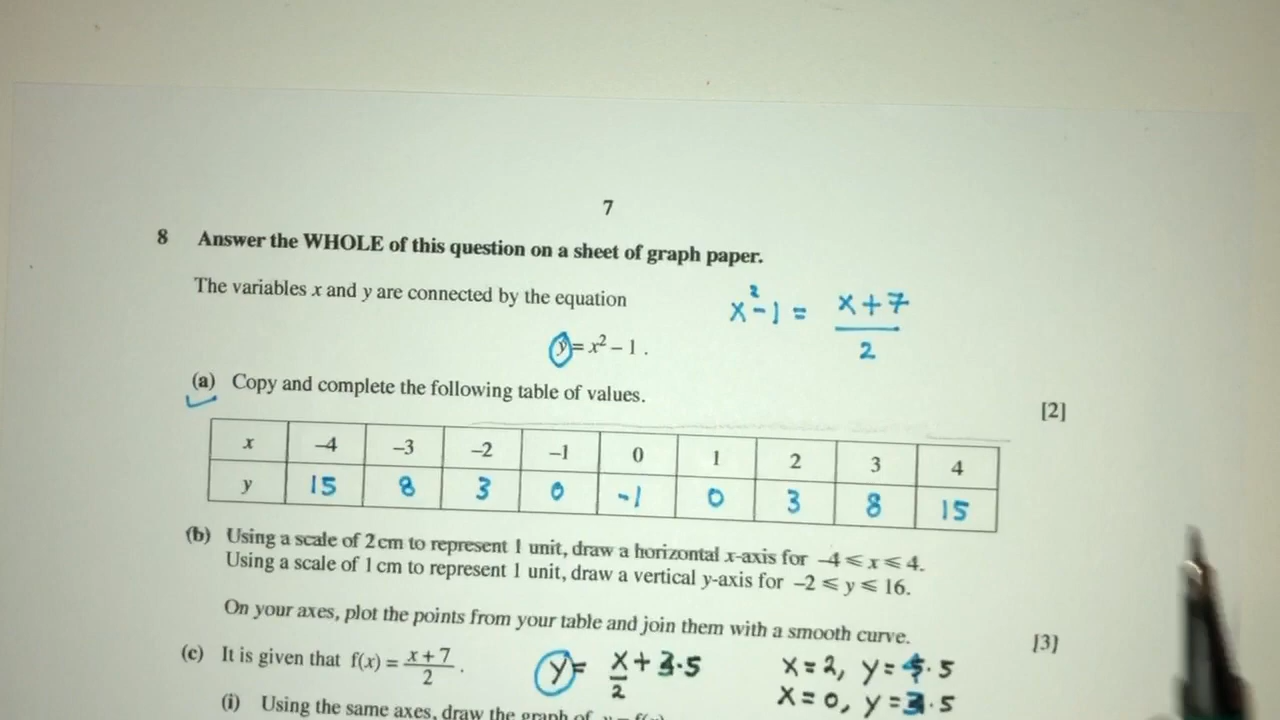 7
8 Answer the WHOLE of this question on a sheet of graph paper.
The variables x and y are connected by the equation
x² - 1 = (x + 7)/2
y = x² – 1 .
(a) Copy and complete the following table of values. [2]
x –4 –3 –2 –1 0 1 2 3 4
y 15 8 3 0 -1 0 3 8 15
(b) Using a scale of 2 cm to represent 1 unit, draw a horizontal x-axis for –4 ⩽ x ⩽ 4.
Using a scale of 1 cm to represent 1 unit, draw a vertical y-axis for –2 ⩽ y ⩽ 16.
On your axes, plot the points from your table and join them with a smooth curve. [3]
(c) It is given that f(x) = (x + 7)/2 . y = x/2 + 3.5 x = 2, y = 4.5
x = 0, y = 3.5
(i) Using the same axes, draw the graph of y = f(x)